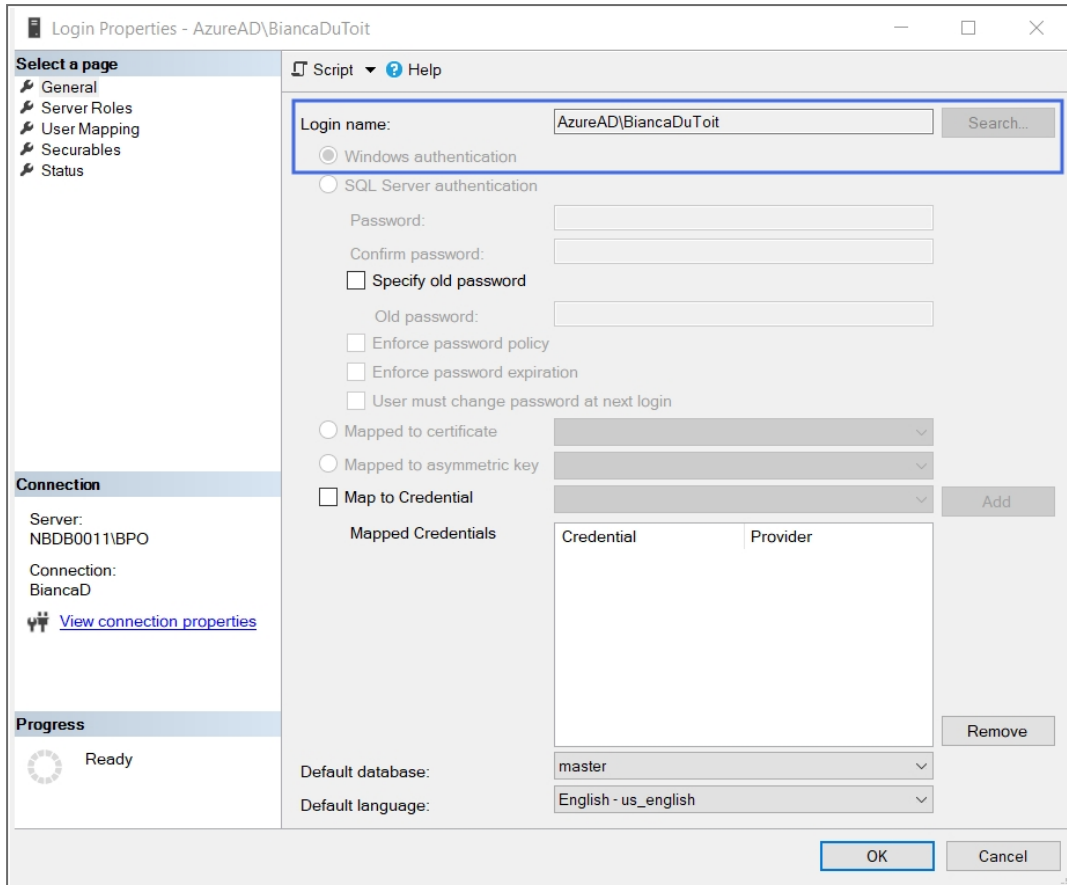 Login Properties - AzureAD\BiancaDuToit
Select a page
General
Server Roles
User Mapping
Securables
Status
Connection
Server:
NBDB0011\BPO
Connection:
BiancaD
View connection properties
Progress
Ready
Script Help
Login name: AzureAD\BiancaDuToit Search...
Windows authentication
SQL Server authentication
Password:
Confirm password:
Specify old password
Old password:
Enforce password policy
Enforce password expiration
User must change password at next login
Mapped to certificate
Mapped to asymmetric key
Map to Credential Add
Mapped Credentials Credential Provider
Remove
Default database: master
Default language: English - us_english
OK Cancel